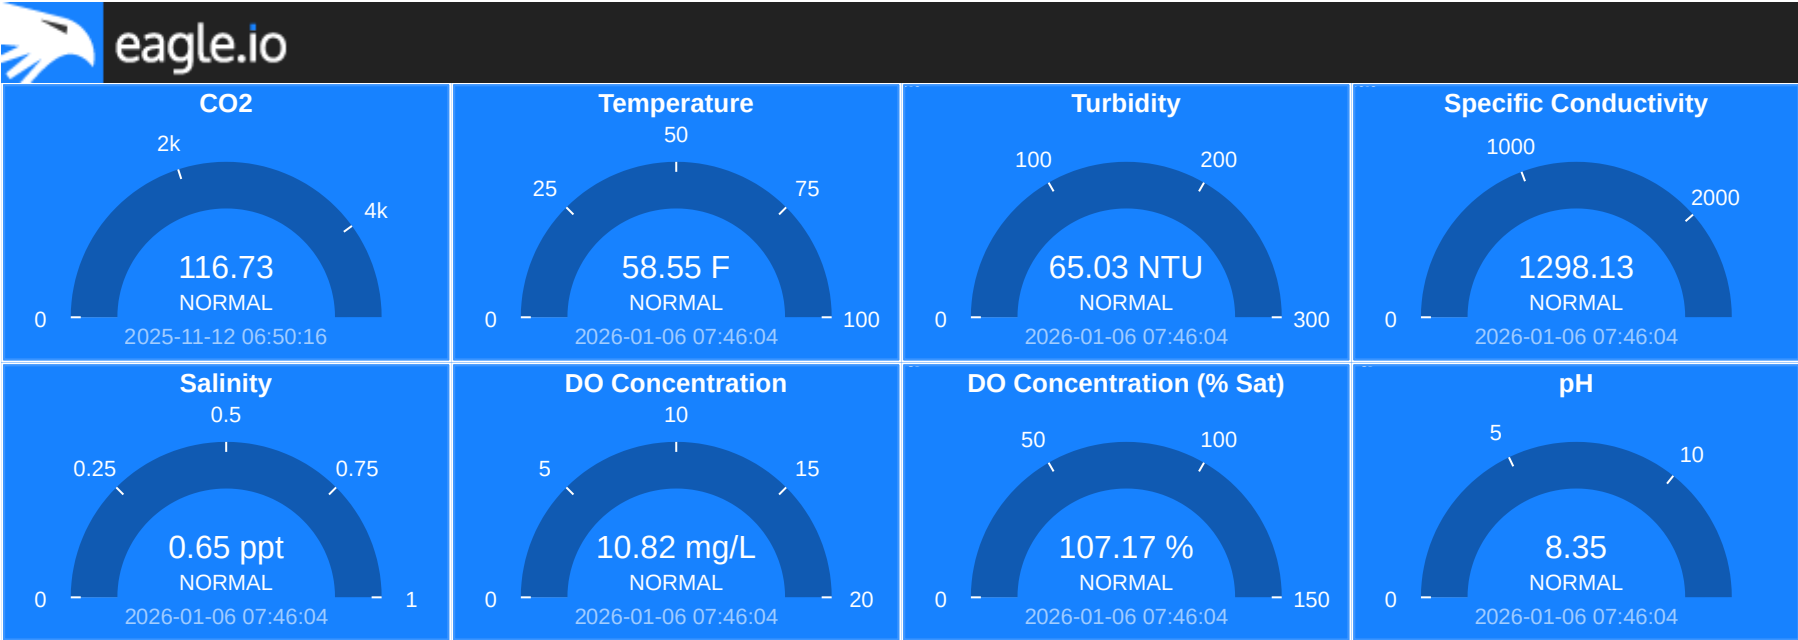 eagle.io
CO2
2k
4k
0
116.73
NORMAL
2025-11-12 06:50:16
Temperature
50
25
75
0
100
58.55 F
NORMAL
2026-01-06 07:46:04
Turbidity
100
200
0
300
65.03 NTU
NORMAL
2026-01-06 07:46:04
Specific Conductivity
1000
2000
0
1298.13
NORMAL
2026-01-06 07:46:04
Salinity
0.5
0.25
0.75
0
1
0.65 ppt
NORMAL
2026-01-06 07:46:04
DO Concentration
10
5
15
0
20
10.82 mg/L
NORMAL
2026-01-06 07:46:04
DO Concentration (% Sat)
50
100
0
150
107.17 %
NORMAL
2026-01-06 07:46:04
pH
5
10
0
8.35
NORMAL
2026-01-06 07:46:04